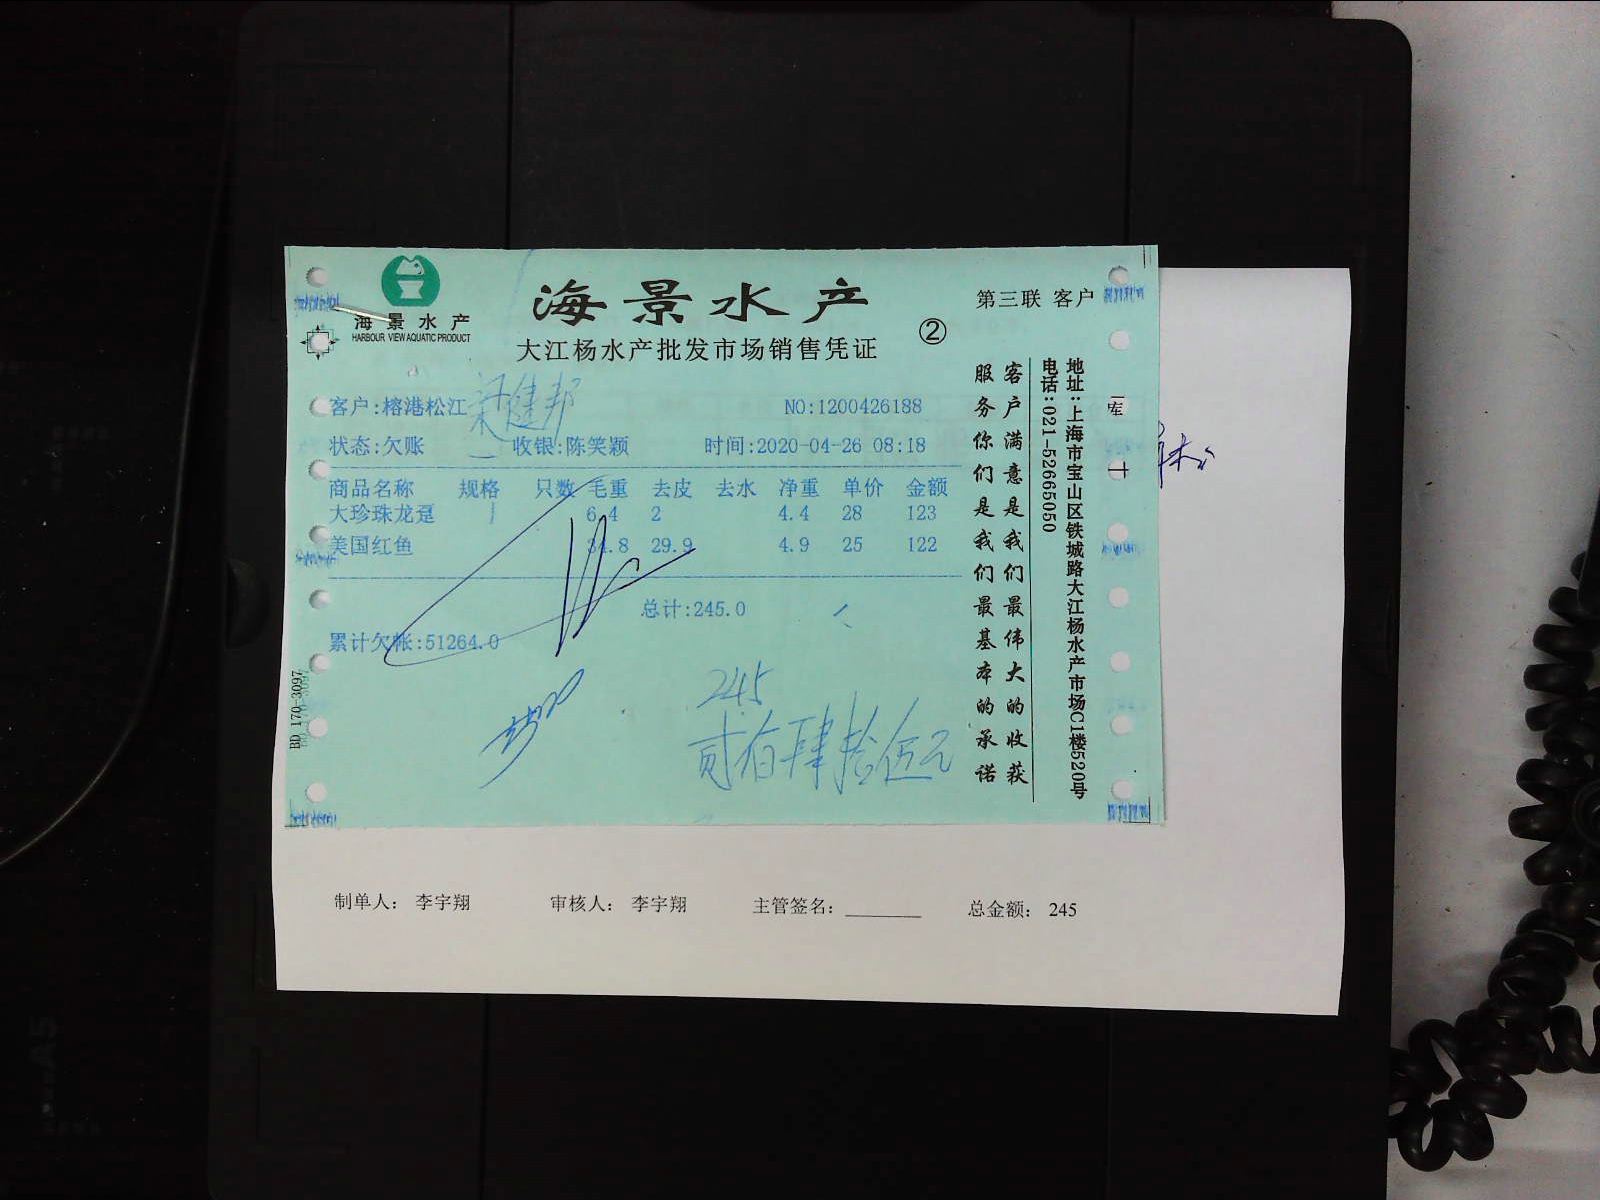 海景水产
HARBOUR VIEW AQUATIC PRODUCT
海景水产
大江杨水产批发市场销售凭证
②
第三联 客户
客户:榕港松江
梁健邦
NO:1200426188
状态:欠账 收银:陈笑颖 时间:2020-04-26 08:18
商品名称 规格 只数 毛重 去皮 去水 净重 单价 金额
大珍珠龙趸 6.4 2 4.4 28 123
美国红鱼 34.8 29.9 4.9 25 122
总计:245.0
累计欠帐:51264.0
245
贰佰肆拾伍元
BD 170-3097
客户满意是我们最伟大的收获
服务你们是我们最基本的承诺
地址:上海市宝山区铁城路大江杨水产市场C1楼520号
电话:021-52665050
制单人: 李宇翔 审核人: 李宇翔 主管签名: 总金额: 245